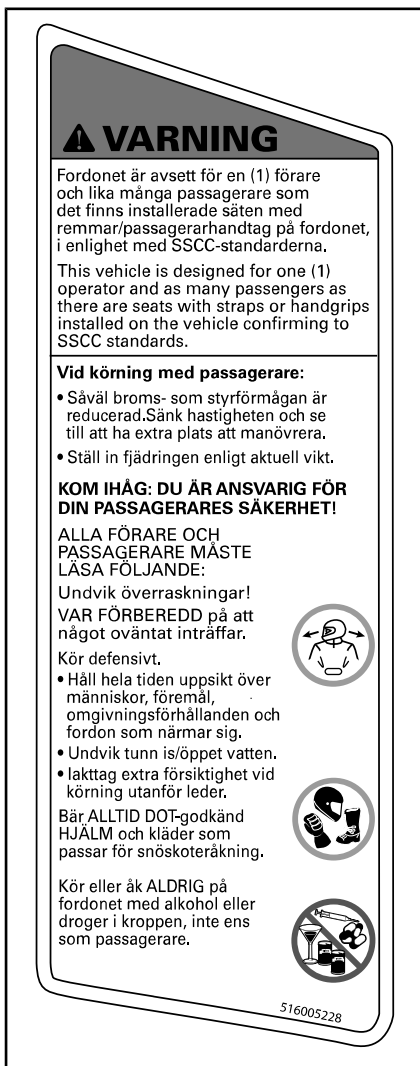 VARNING
Fordonet är avsett för en (1) förare
och lika många passagerare som
det finns installerade säten med
remmar/passagerarhandtag på fordonet,
i enlighet med SSCC-standarderna.
This vehicle is designed for one (1)
operator and as many passengers as
there are seats with straps or handgrips
installed on the vehicle confirming to
SSCC standards.
Vid körning med passagerare:
• Såväl broms- som styrförmågan är
reducerad.Sänk hastigheten och se
till att ha extra plats att manövrera.
• Ställ in fjädringen enligt aktuell vikt.
KOM IHÅG: DU ÄR ANSVARIG FÖR
DIN PASSAGERARES SÄKERHET!
ALLA FÖRARE OCH
PASSAGERARE MÅSTE
LÄSA FÖLJANDE:
Undvik överraskningar!
VAR FÖRBEREDD på att
något oväntat inträffar.
Kör defensivt.
• Håll hela tiden uppsikt över
människor, föremål,
omgivningsförhållanden och
fordon som närmar sig.
• Undvik tunn is/öppet vatten.
• Iakttag extra försiktighet vid
körning utanför leder.
Bär ALLTID DOT-godkänd
HJÄLM och kläder som
passar för snöskoteråkning.
Kör eller åk ALDRIG på
fordonet med alkohol eller
droger i kroppen, inte ens
som passagerare.
516005228